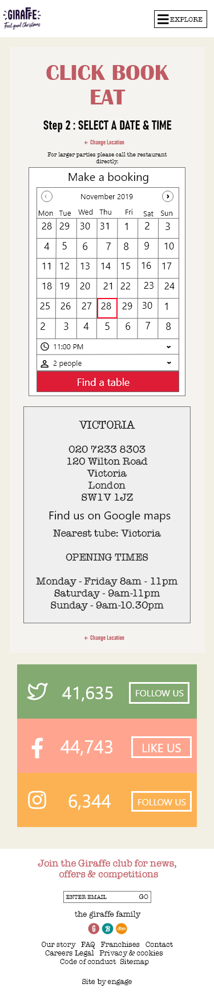 GIRAFFE
Feel good Christmas
EXPLORE
CLICK BOOK
EAT
Step 2 : SELECT A DATE & TIME
← Change Location
For larger parties please call the restaurant
directly.
Make a booking
November 2019
Mon Tue Wed Thu Fri Sat Sun
28 29 30 31 1 2 3
4 5 6 7 8 9 10
11 12 13 14 15 16 17
18 19 20 21 22 23 24
25 26 27 28 29 30 1
2 3 4 5 6 7 8
11:00 PM
2 people
Find a table
VICTORIA
020 7233 8303
120 Wilton Road
Victoria
London
SW1V 1JZ
Find us on Google maps
Nearest tube: Victoria
OPENING TIMES
Monday - Friday 8am - 11pm
Saturday - 9am-11pm
Sunday - 9am-10.30pm
← Change Location
41,635 FOLLOW US
44,743 LIKE US
6,344 FOLLOW US
Join the Giraffe club for news,
offers & competitions
ENTER EMAIL GO
the giraffe family
G B
Our story FAQ Franchises Contact
Careers Legal Privacy & cookies
Code of conduct Sitemap
Site by engage